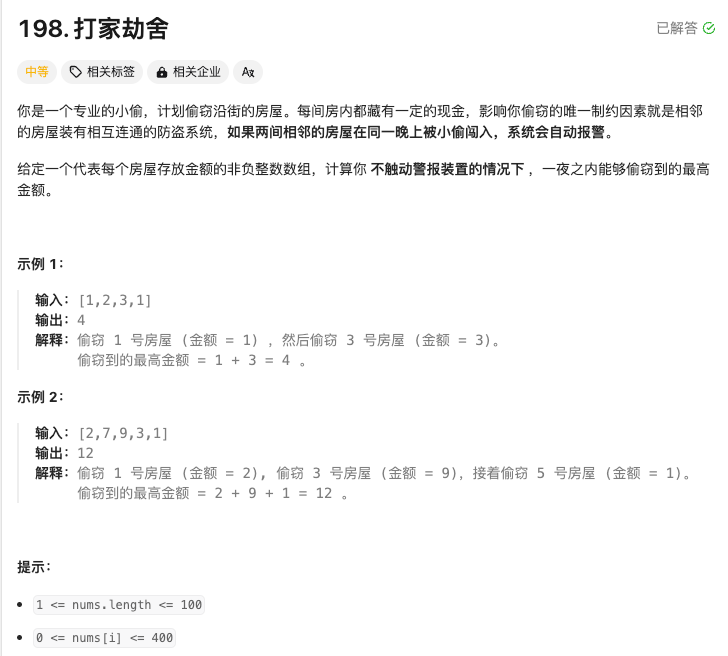 198. 打家劫舍
已解答
中等
相关标签
相关企业
Aあ
你是一个专业的小偷，计划偷窃沿街的房屋。每间房内都藏有一定的现金，影响你偷窃的唯一制约因素就是相邻
的房屋装有相互连通的防盗系统，如果两间相邻的房屋在同一晚上被小偷闯入，系统会自动报警。
给定一个代表每个房屋存放金额的非负整数数组，计算你 不触动警报装置的情况下 ，一夜之内能够偷窃到的最高
金额。
示例 1：
输入：[1,2,3,1]
输出：4
解释：偷窃 1 号房屋 (金额 = 1) ，然后偷窃 3 号房屋 (金额 = 3)。
偷窃到的最高金额 = 1 + 3 = 4 。
示例 2：
输入：[2,7,9,3,1]
输出：12
解释：偷窃 1 号房屋 (金额 = 2), 偷窃 3 号房屋 (金额 = 9)，接着偷窃 5 号房屋 (金额 = 1)。
偷窃到的最高金额 = 2 + 9 + 1 = 12 。
提示：
1 <= nums.length <= 100
0 <= nums[i] <= 400